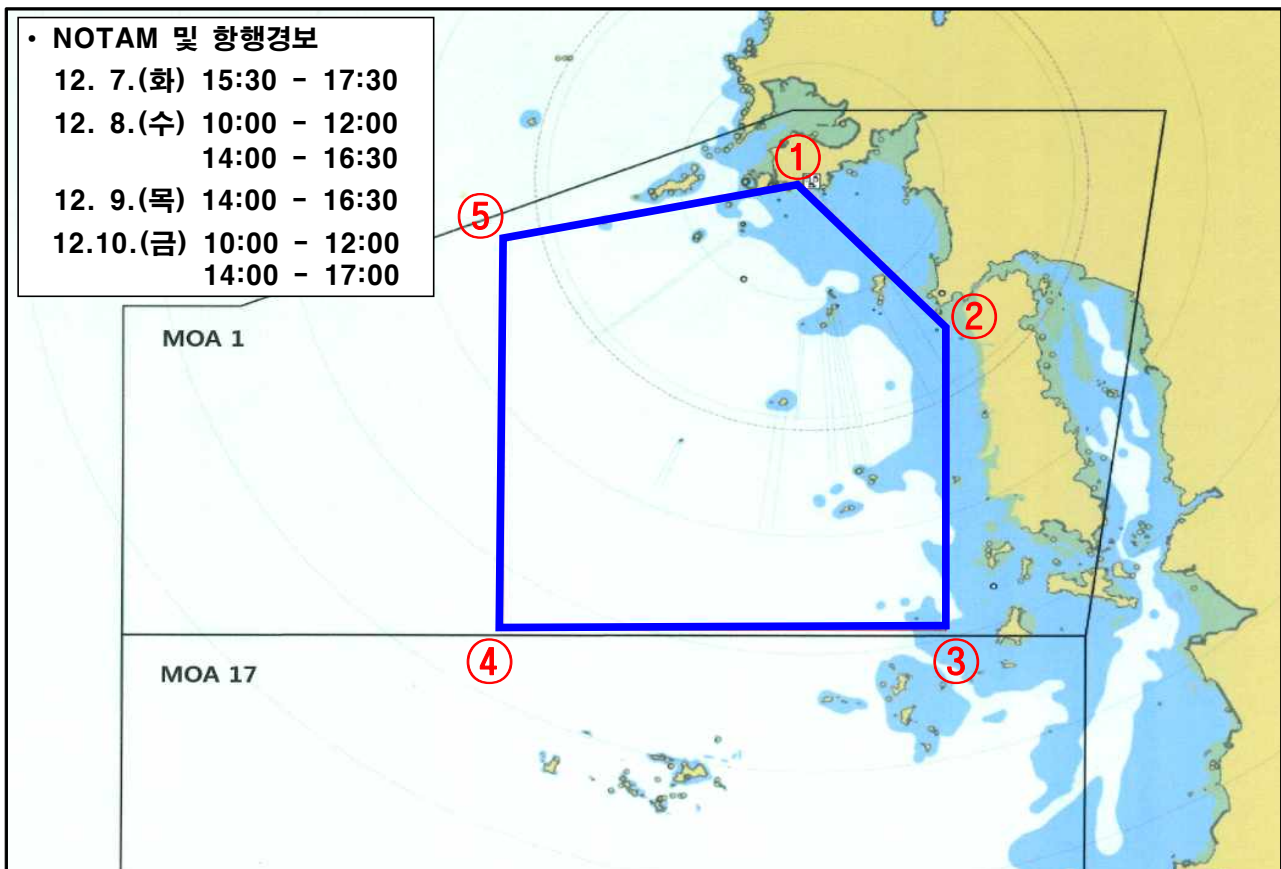 · NOTAM 및 항행경보
12. 7.(화) 15:30 - 17:30
12. 8.(수) 10:00 - 12:00
14:00 - 16:30
12. 9.(목) 14:00 - 16:30
12.10.(금) 10:00 - 12:00
14:00 - 17:00
①
⑤
②
MOA 1
④
③
MOA 17